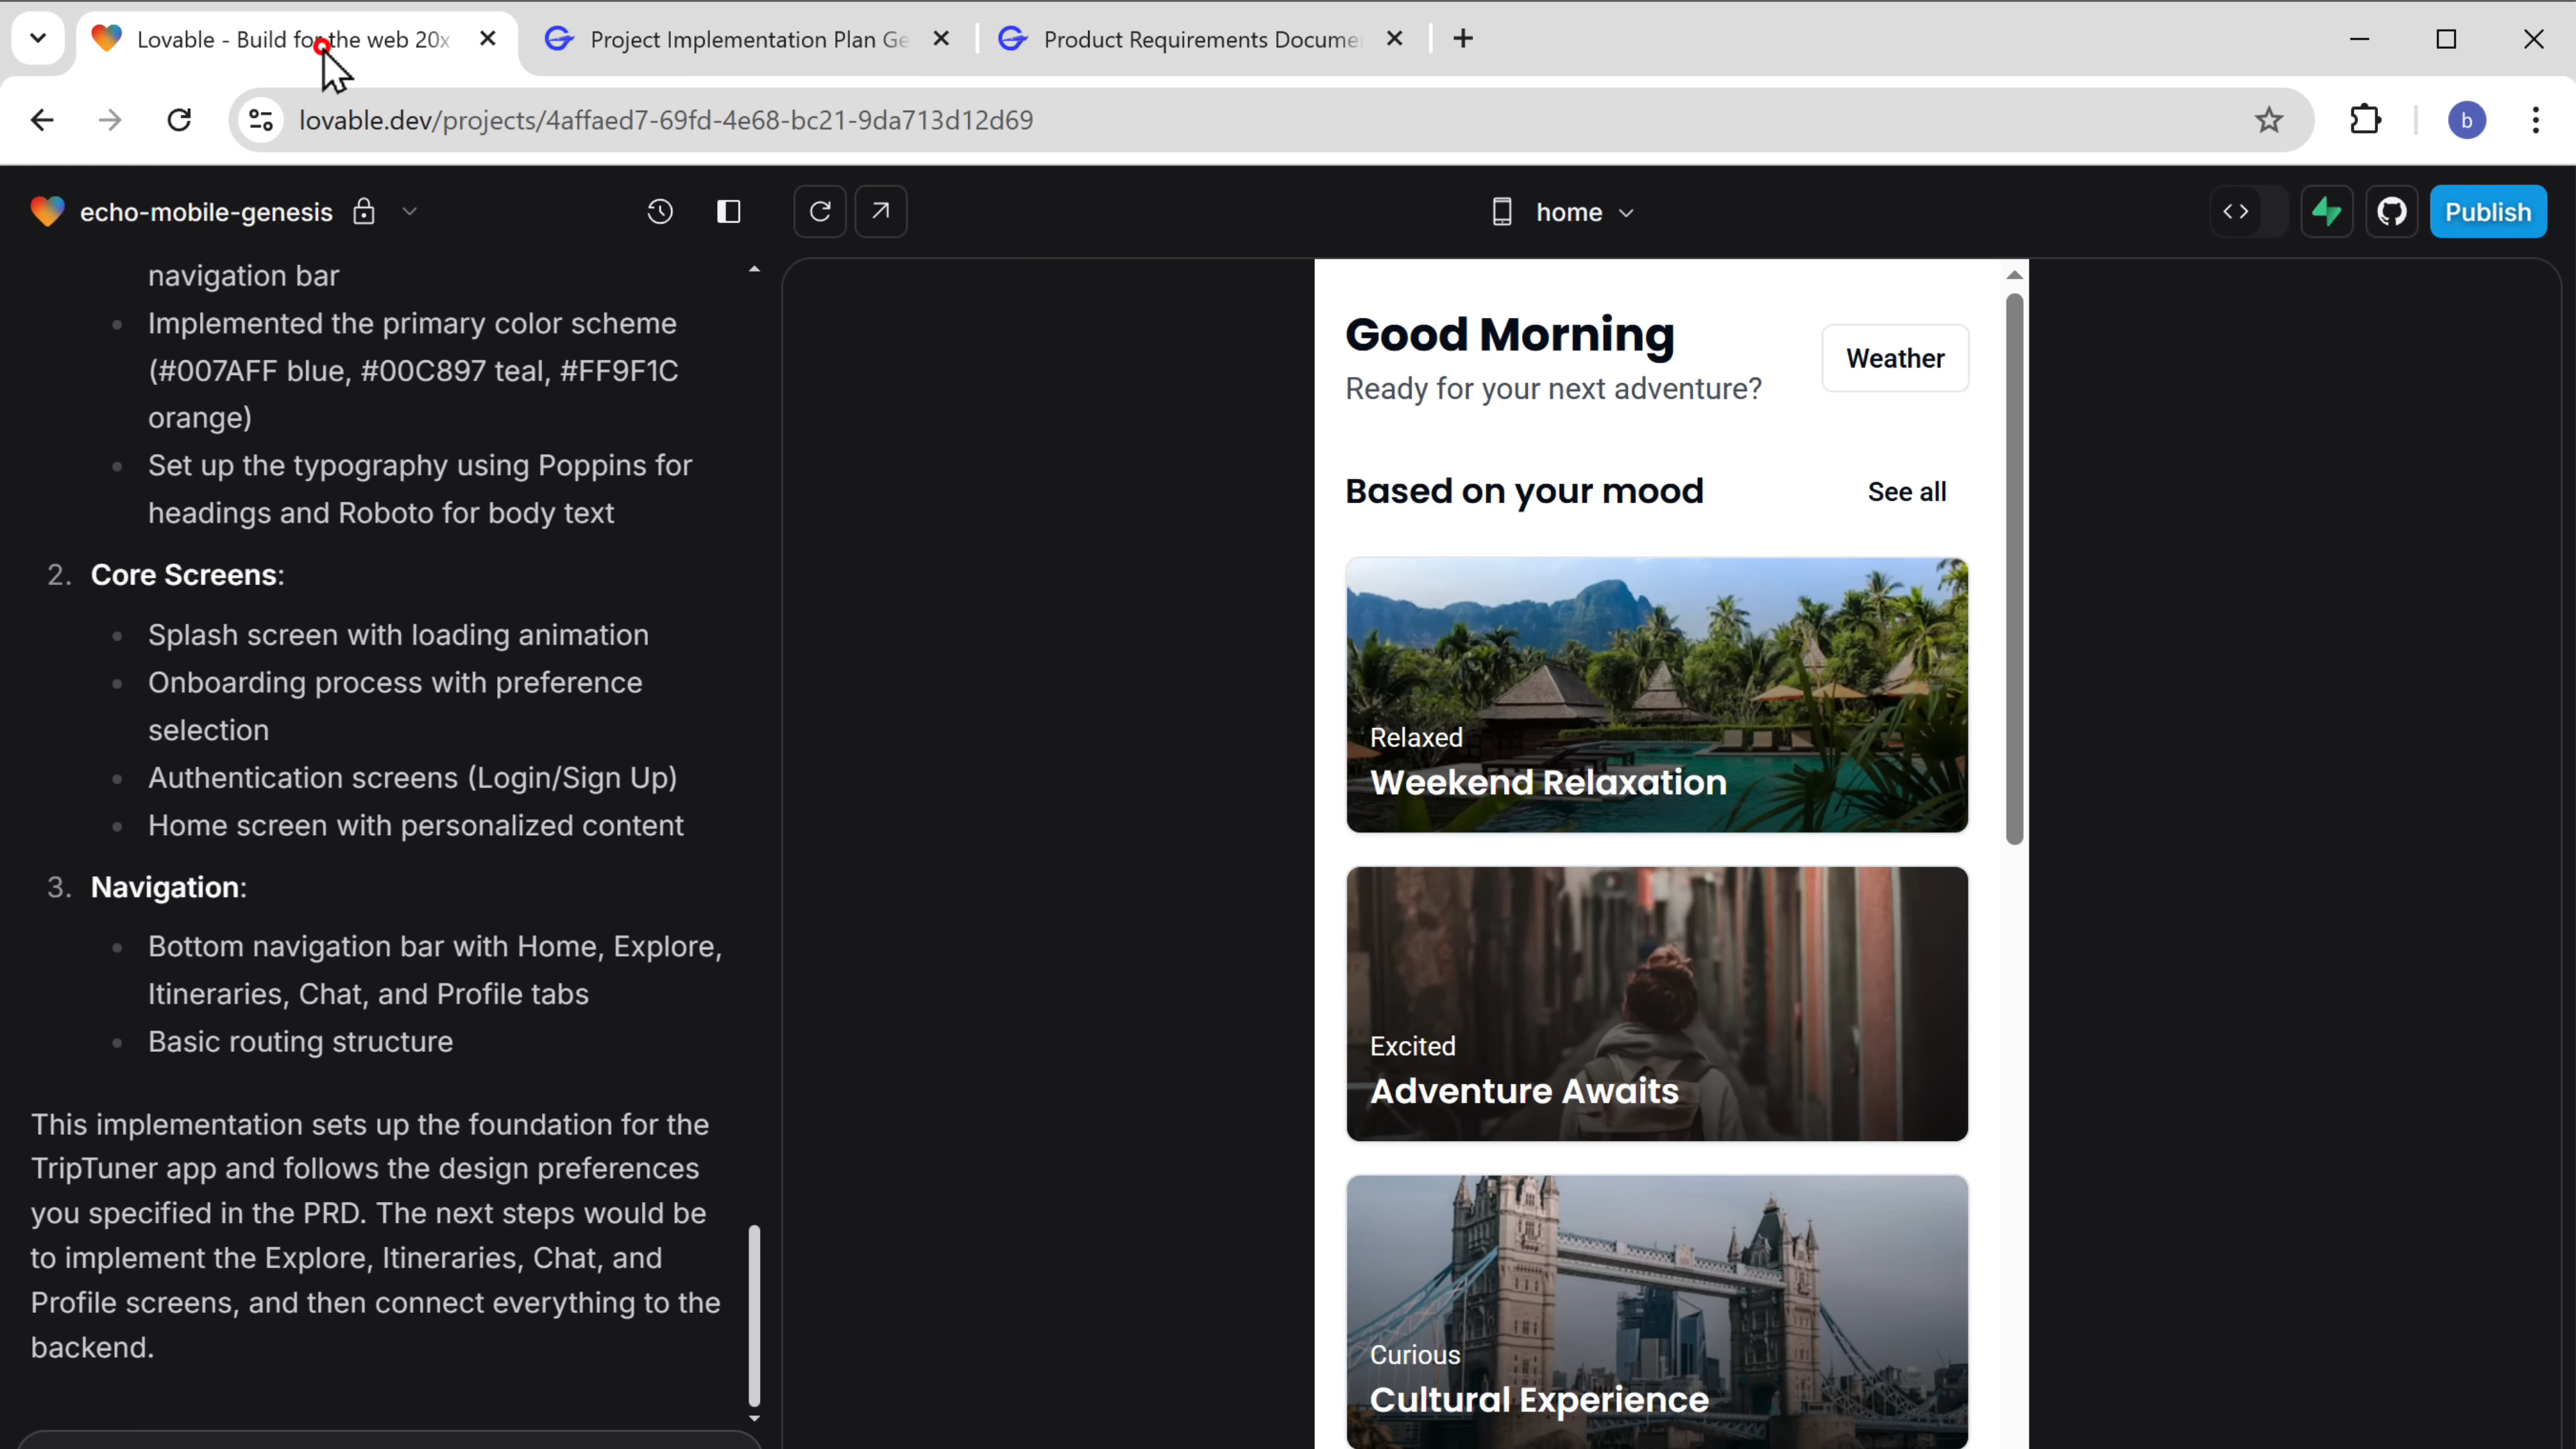 Lovable - Build for the web 20x
Project Implementation Plan Ge
Product Requirements Docume
lovable.dev/projects/4affaed7-69fd-4e68-bc21-9da713d12d69
b
echo-mobile-genesis
home
Publish
navigation bar
Implemented the primary color scheme
(#007AFF blue, #00C897 teal, #FF9F1C
orange)
Set up the typography using Poppins for
headings and Roboto for body text
2. Core Screens:
Splash screen with loading animation
Onboarding process with preference
selection
Authentication screens (Login/Sign Up)
Home screen with personalized content
3. Navigation:
Bottom navigation bar with Home, Explore,
Itineraries, Chat, and Profile tabs
Basic routing structure
This implementation sets up the foundation for the
TripTuner app and follows the design preferences
you specified in the PRD. The next steps would be
to implement the Explore, Itineraries, Chat, and
Profile screens, and then connect everything to the
backend.
Good Morning
Ready for your next adventure?
Weather
Based on your mood
See all
Relaxed
Weekend Relaxation
Excited
Adventure Awaits
Curious
Cultural Experience